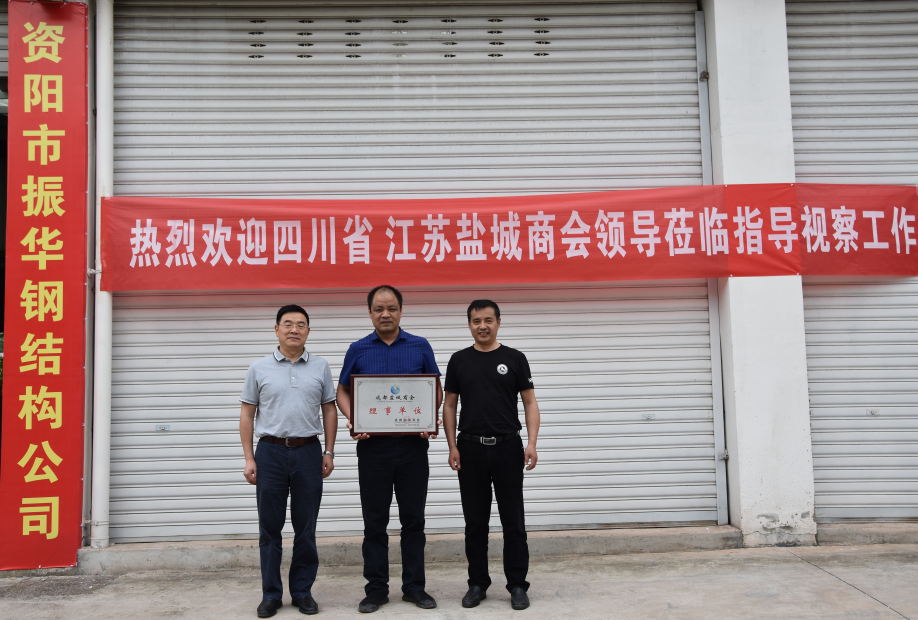 资阳市振华钢结构公司
热烈欢迎四川省 江苏盐城商会领导莅临指导视察工作
成都盐城商会
理事单位